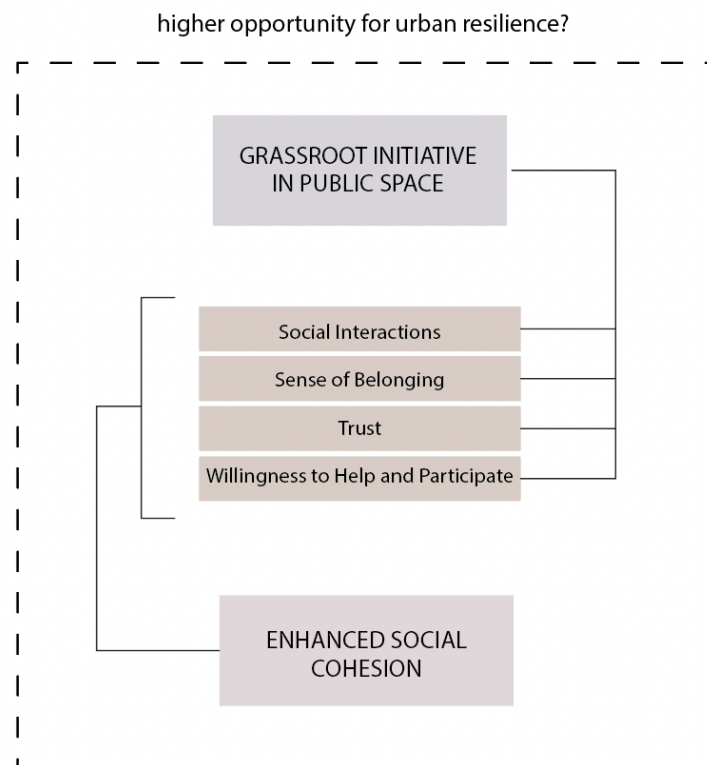 higher opportunity for urban resilience?
GRASSROOT INITIATIVE
IN PUBLIC SPACE
Social Interactions
Sense of Belonging
Trust
Willingness to Help and Participate
ENHANCED SOCIAL
COHESION